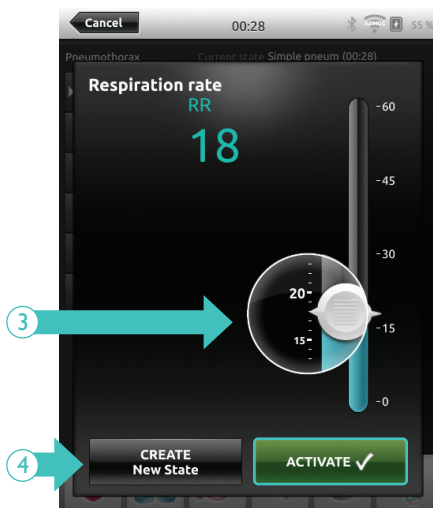 Cancel
00:28
55 %
Pneumothorax Current state Simple pneum (00:28)
Respiration rate
RR
18
-60
-45
-30
-15
-0
20-
15-
3
4
CREATE
New State
ACTIVATE ✓